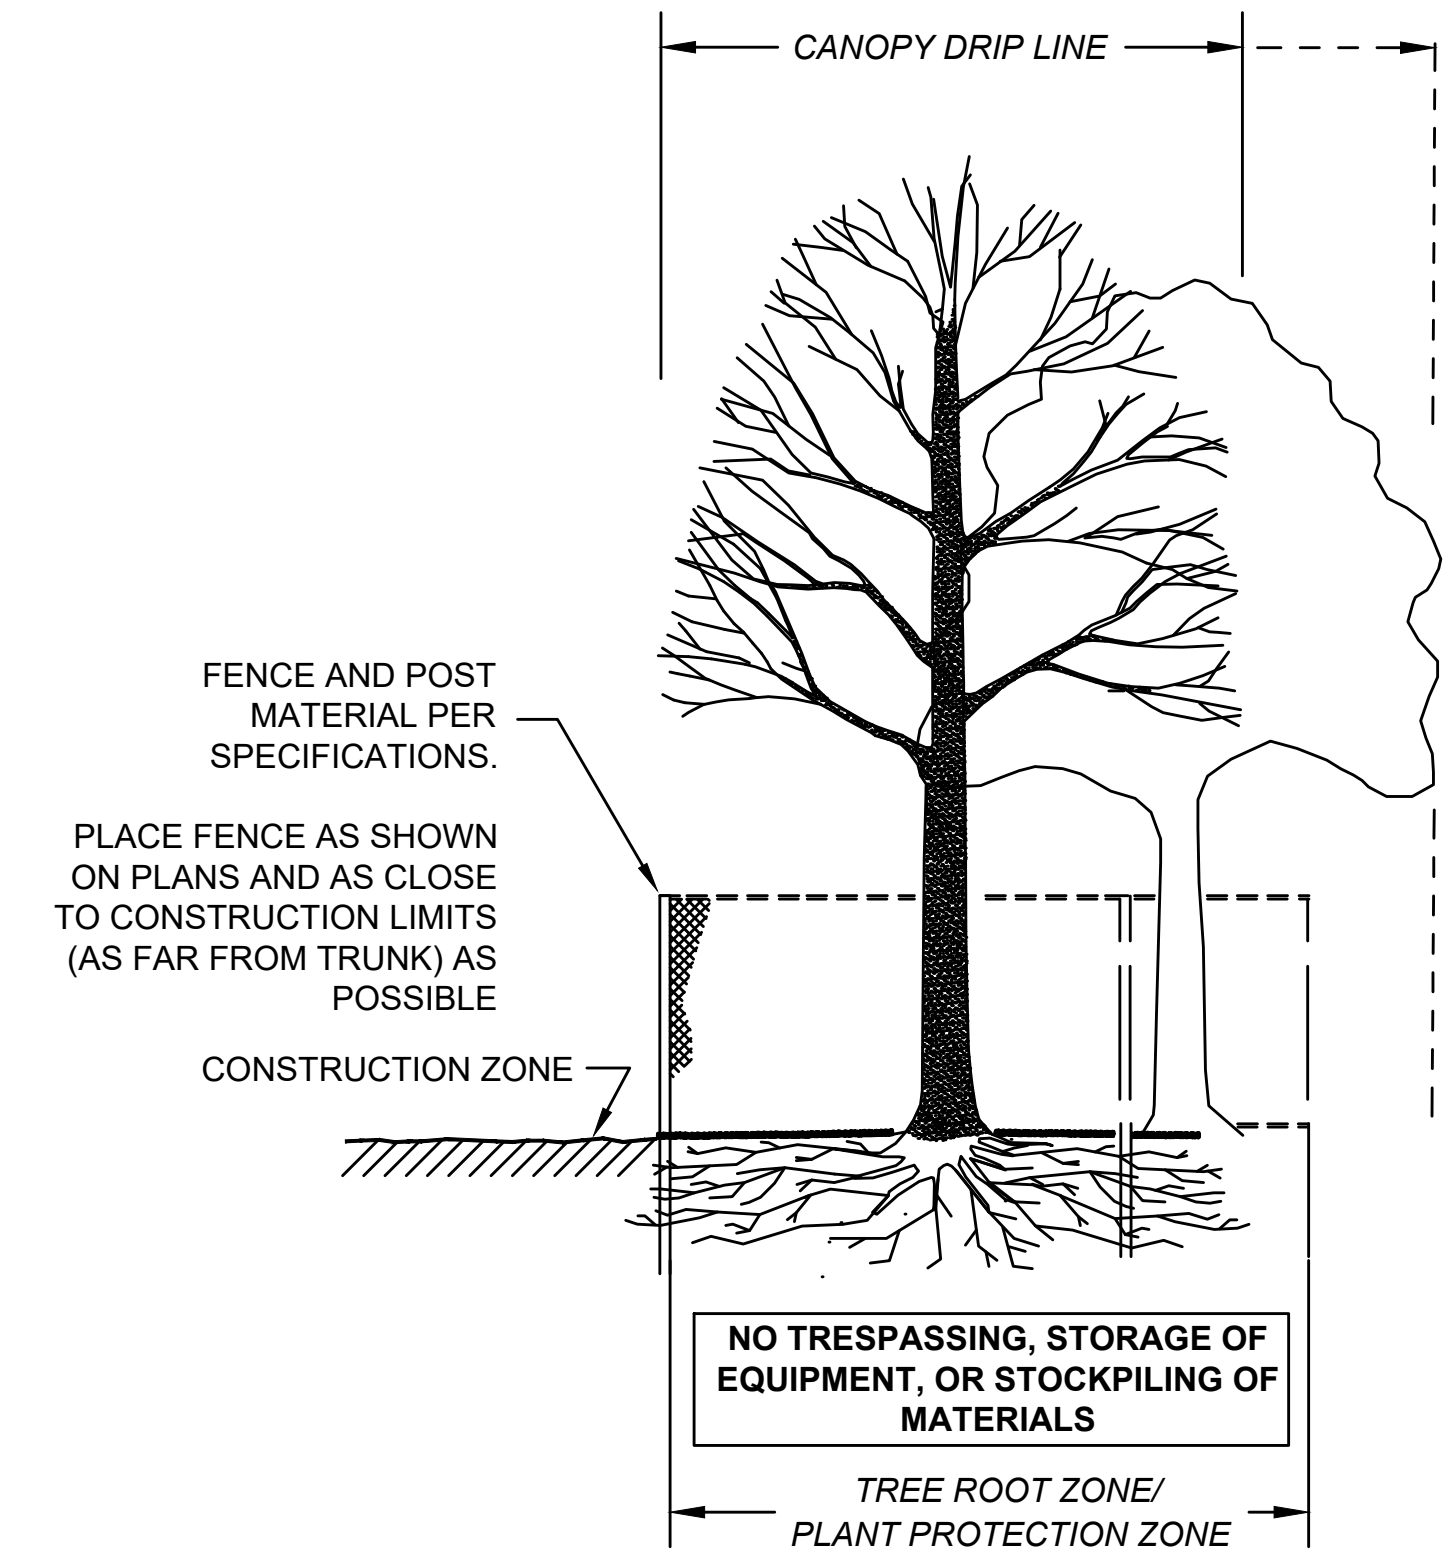 CANOPY DRIP LINE
FENCE AND POST
MATERIAL PER
SPECIFICATIONS.
PLACE FENCE AS SHOWN
ON PLANS AND AS CLOSE
TO CONSTRUCTION LIMITS
(AS FAR FROM TRUNK) AS
POSSIBLE
CONSTRUCTION ZONE
NO TRESPASSING, STORAGE OF
EQUIPMENT, OR STOCKPILING OF
MATERIALS
TREE ROOT ZONE/
PLANT PROTECTION ZONE